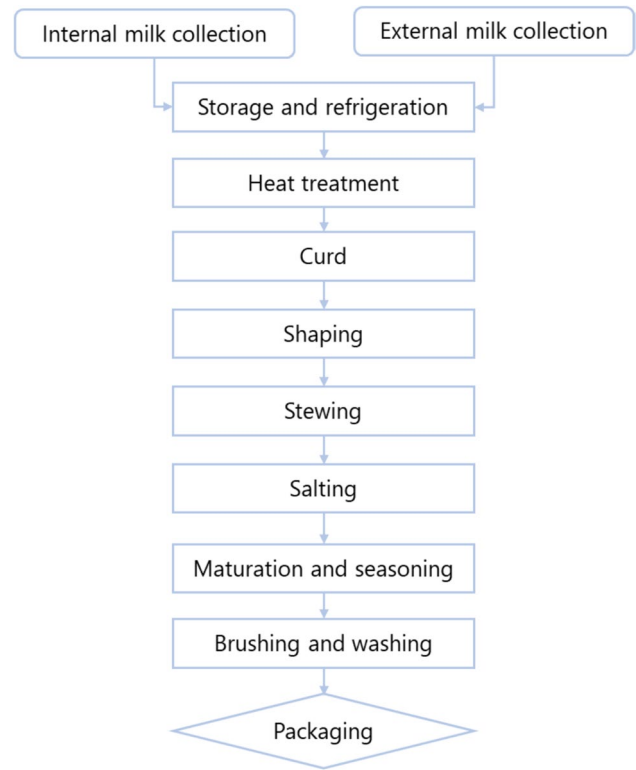 Internal milk collection
External milk collection
Storage and refrigeration
Heat treatment
Curd
Shaping
Stewing
Salting
Maturation and seasoning
Brushing and washing
Packaging